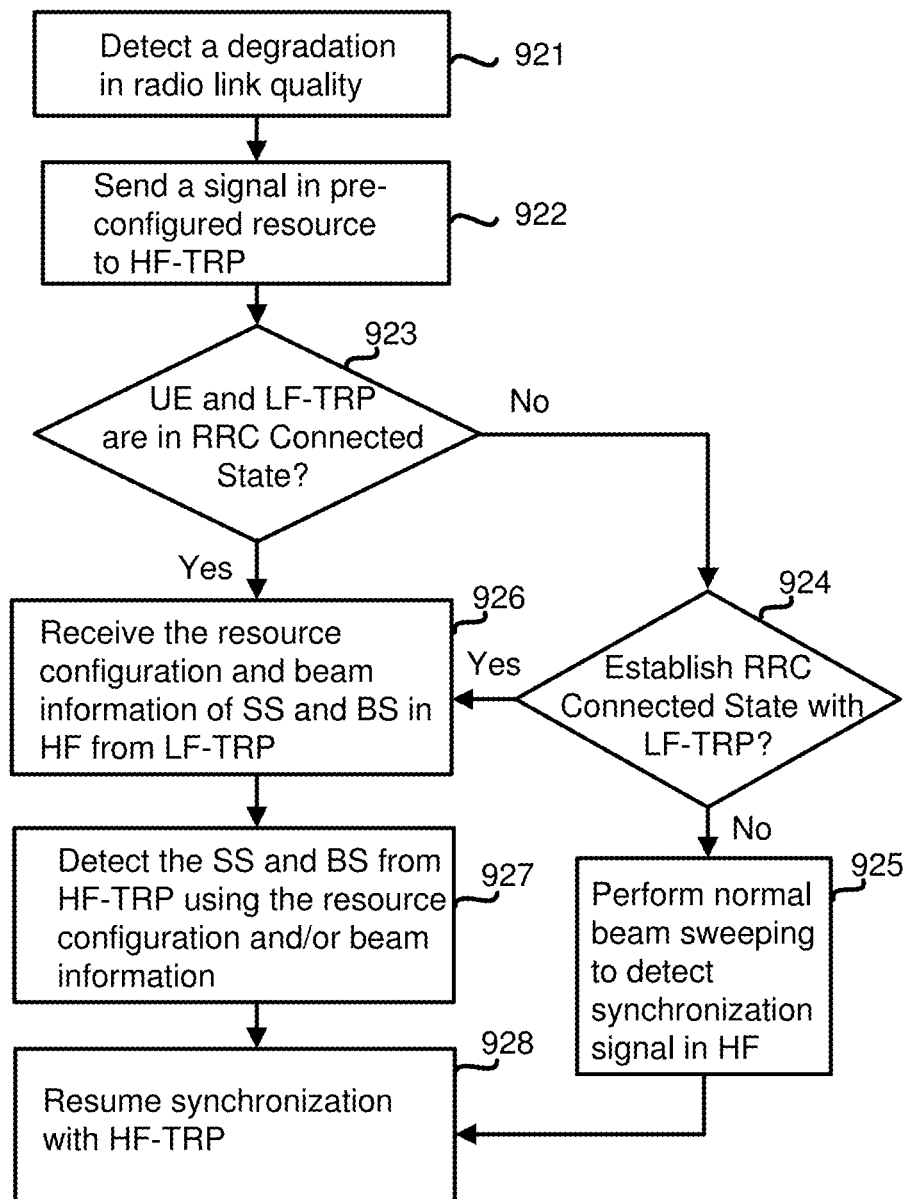 Detect a degradation
in radio link quality
921
Send a signal in pre-
configured resource
to HF-TRP
922
923
UE and LF-TRP
are in RRC Connected
State?
No
Yes
924
Establish RRC
Connected State with
LF-TRP?
Yes
No
926
Receive the resource
configuration and beam
information of SS and BS in
HF from LF-TRP
925
Perform normal
beam sweeping
to detect
synchronization
signal in HF
Detect the SS and BS from
HF-TRP using the resource
configuration and/or beam
information
927
928
Resume synchronization
with HF-TRP